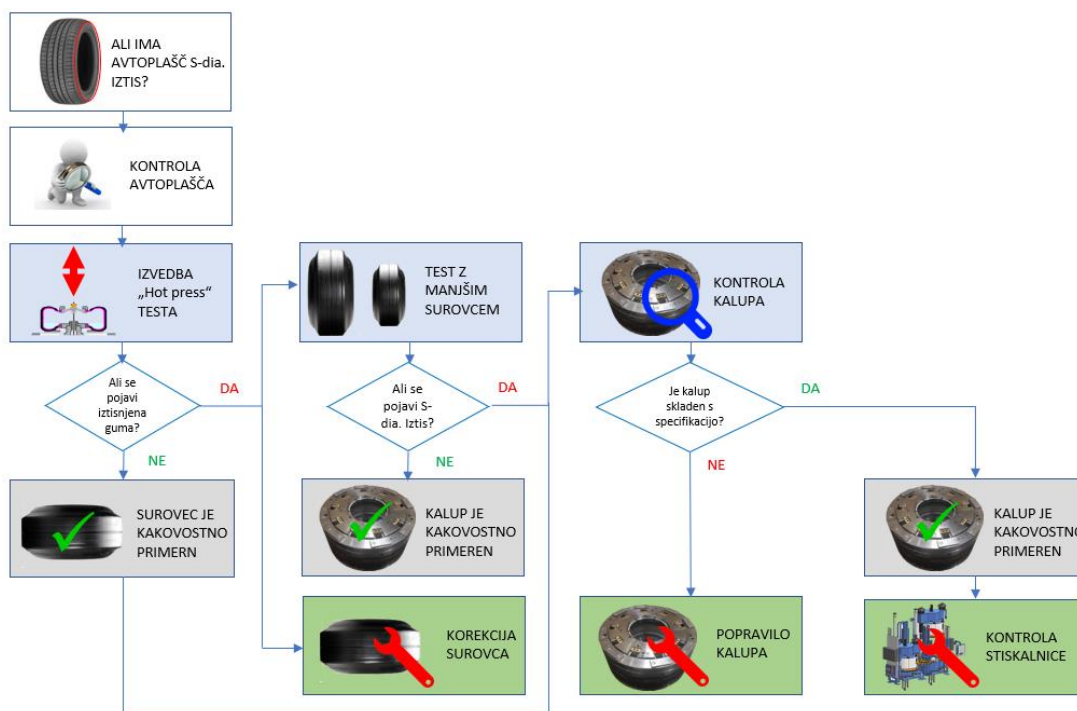 ALI IMA
AVTOPLAŠČ S-dia.
IZTIS?
KONTROLA
AVTOPLAŠČA
IZVEDBA
„Hot press“
TESTA
Ali se
pojavi
iztisnjena
guma?
DA
NE
SUROVEC JE
KAKOVOSTNO
PRIMERN
TEST Z
MANJŠIM
SUROVCEM
Ali se
pojavi S-
dia. Iztis?
DA
NE
KALUP JE
KAKOVOSTNO
PRIMEREN
KOREKCIJA
SUROVCA
KONTROLA
KALUPA
Je kalup
skladen s
specifikacijo?
DA
NE
POPRAVILO
KALUPA
KALUP JE
KAKOVOSTNO
PRIMEREN
KONTROLA
STISKALNICE